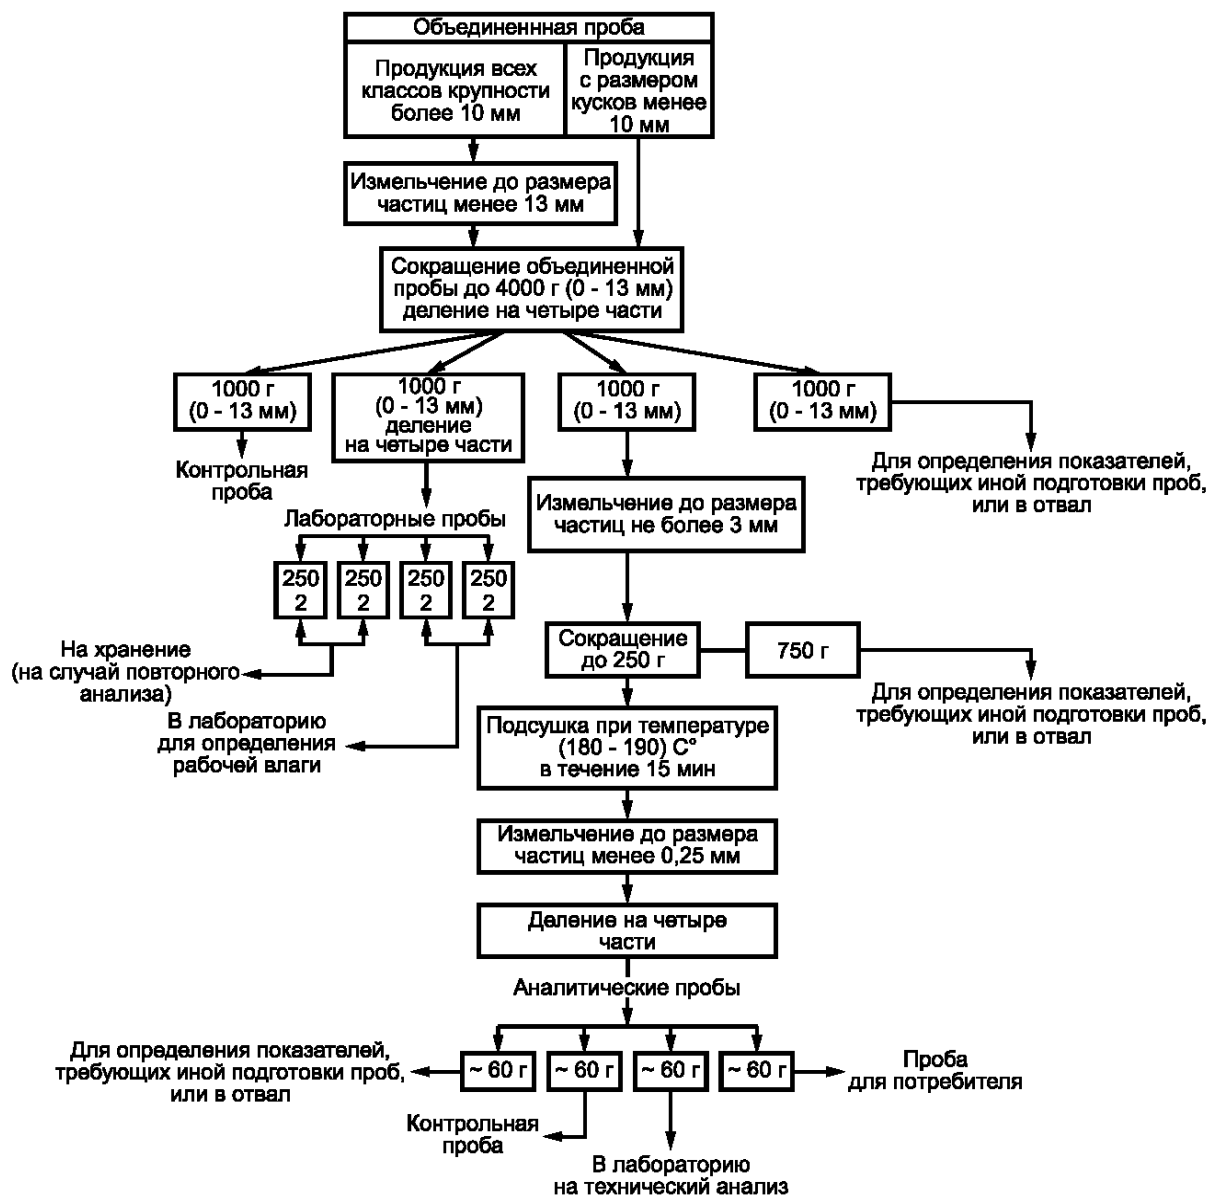 Объединнная проба
Продукция всех
классов крупности
более 10 мм
Продукция
с размером
кусков менее
10 мм
Измельчение до размера
частиц менее 13 мм
Сокращение объединенной
пробы до 4000 г (0 - 13 мм)
деление на четыре части
1000 г
(0 - 13 мм)
1000 г
(0 - 13 мм)
деление
на четыре части
1000 г
(0 - 13 мм)
1000 г
(0 - 13 мм)
Контрольная
проба
Для определения показателей,
требующих иной подготовки проб,
или в отвал
Лабораторные пробы
Измельчение до размера
частиц не более 3 мм
250
2
250
2
250
2
250
2
На хранение
(на случай повторного
анализа)
В лабораторию
для определения
рабочей влаги
Сокращение
до 250 г
750 г
Для определения показателей,
требующих иной подготовки проб,
или в отвал
Подсушка при температуре
(180 - 190) С°
в течение 15 мин
Измельчение до размера
частиц менее 0,25 мм
Деление на четыре
части
Аналитические пробы
Для определения показателей,
требующих иной подготовки проб,
или в отвал
~ 60 г
~ 60 г
~ 60 г
~ 60 г
Проба
для потребителя
Контрольная
проба
В лабораторию
на технический анализ